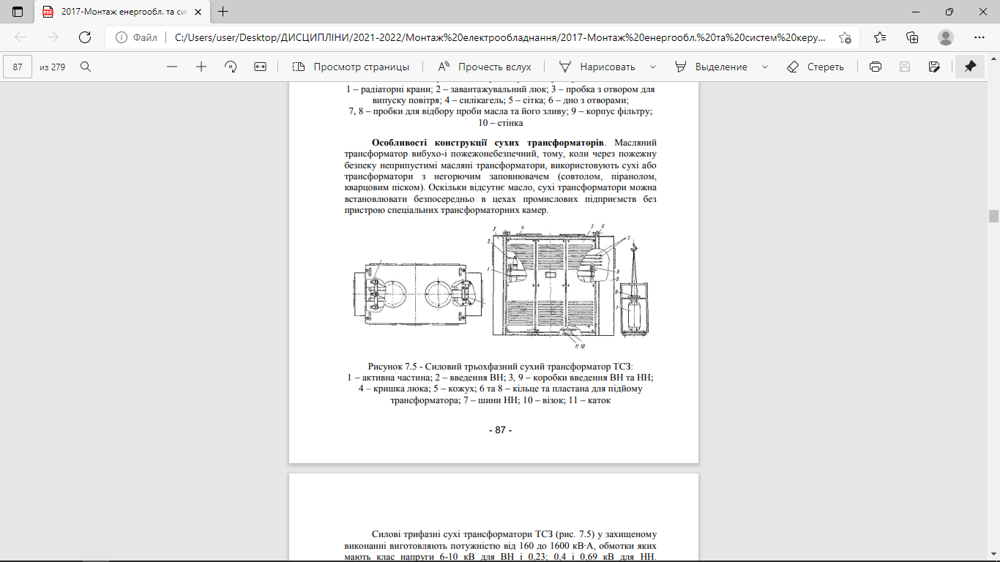 2017-Монтаж енергообл. та сис
Файл
C:/Users/user/Desktop/ДИСЦИПЛІНИ/2021-2022/Монтаж%20електрообладнання/2017-Монтаж%20енергообл.%20та%20систем%20керу...
87 из 279
Просмотр страницы
Прочесть вслух
Нарисовать
Выделение
Стереть
1 – радіаторні крани; 2 – завантажувальний люк; 3 – пробка з отвором для
випуску повітря; 4 – силікагель; 5 – сітка; 6 – дно з отворами;
7, 8 – пробки для відбору проби масла та його зливу; 9 – корпус фільтру;
10 – стінка
Особливості конструкції сухих трансформаторів. Масляний
трансформатор вибухо-і пожежонебезпечний, тому, коли через пожежну
безпеку неприпустимі масляні трансформатори, використовують сухі або
трансформатори з негорючим заповнювачем (совтолом, піранолом,
кварцовим піском). Оскільки відсутнє масло, сухі трансформатори можна
встановлювати безпосередньо в цехах промислових підприємств без
пристрою спеціальних трансформаторних камер.
3 4 5 6
2 7
1 8
9
8
1
11 10
Рисунок 7.5 - Силовий трьохфазний сухий трансформатор ТСЗ:
1 – активна частина; 2 – введення ВН; 3, 9 – коробки введення ВН та НН;
4 – кришка люка; 5 – кожух; 6 та 8 – кільце та пластана для підйому
трансформатора; 7 – шини НН; 10 – візок; 11 – каток
- 87 -
Силові трифазні сухі трансформатори ТСЗ (рис. 7.5) у захищеному
виконанні виготовляють потужністю від 160 до 1600 кВ·А, обмотки яких
мають клас напруги 6-10 кВ для ВН і 0,23; 0,4 і 0,69 кВ для НН.